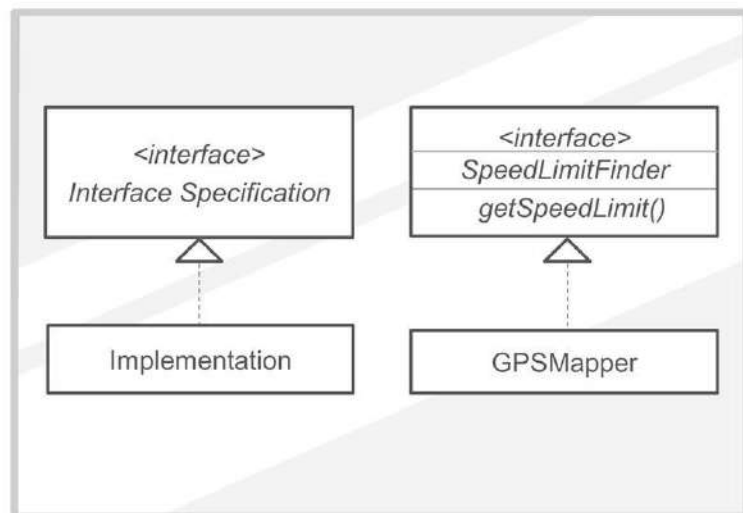 <interface>
Interface Specification
Implementation
<interface>
SpeedLimitFinder
getSpeedLimit()
GPSMapper